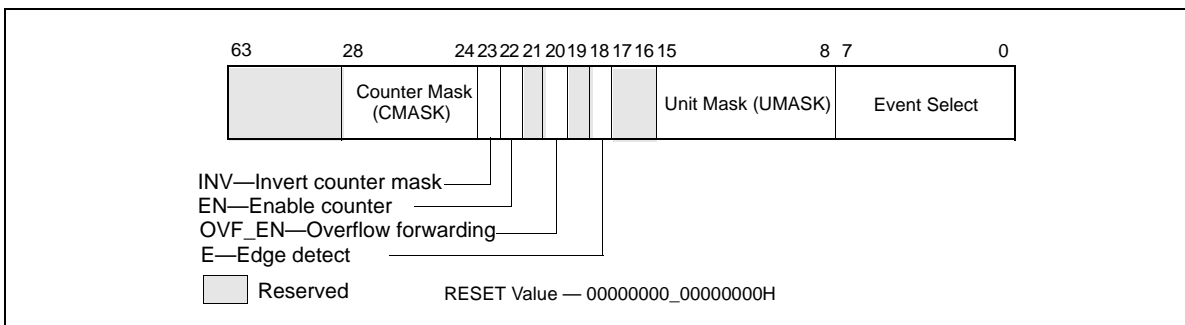 63 28 24 23 22 21 20 19 18 17 16 15 8 7 0
Counter Mask
(CMASK)
Unit Mask (UMASK)
Event Select
INV—Invert counter mask
EN—Enable counter
OVF_EN—Overflow forwarding
E—Edge detect
Reserved
RESET Value — 00000000_00000000H